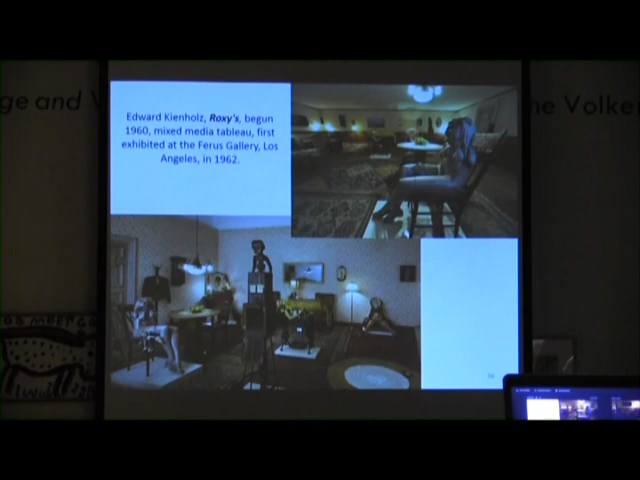 ge and
he Volker
Edward Kienholz, Roxy's, begun
1960, mixed media tableau, first
exhibited at the Ferus Gallery, Los
Angeles, in 1962.